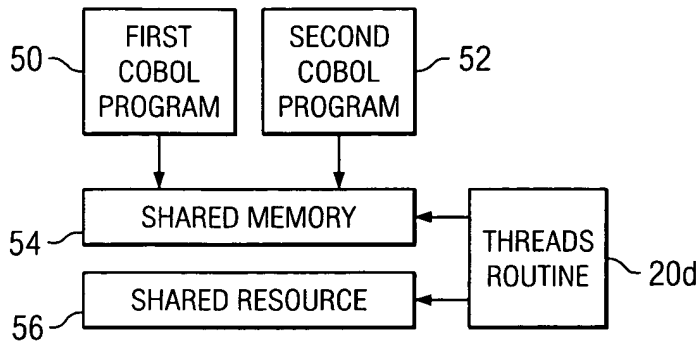 50
FIRST
COBOL
PROGRAM
SECOND
COBOL
PROGRAM
52
54
SHARED MEMORY
THREADS
ROUTINE
20d
56
SHARED RESOURCE